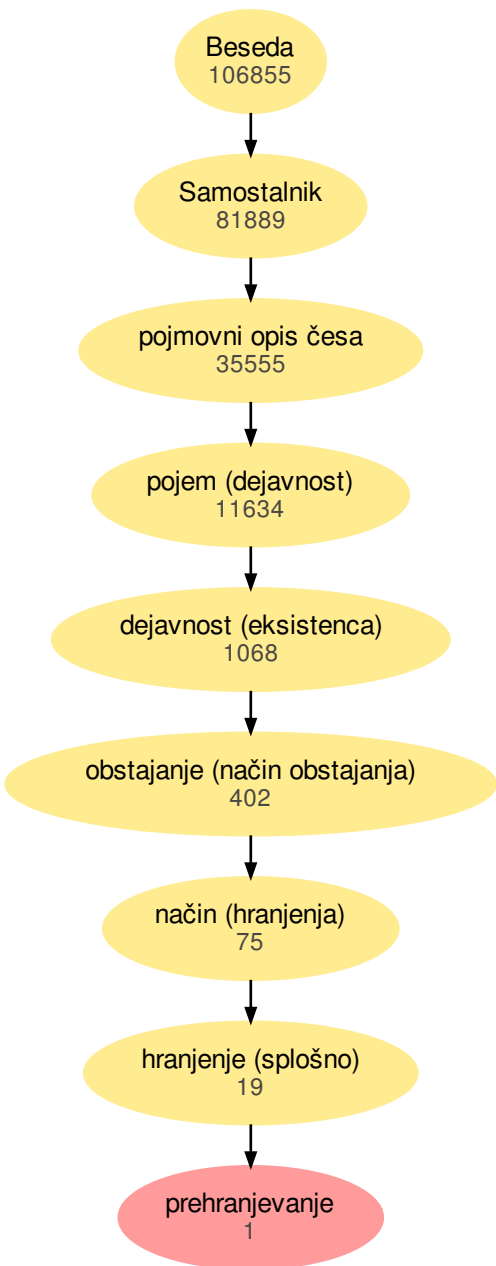 Beseda
106855
Samostalnik
81889
pojmovni opis česa
35555
pojem (dejavnost)
11634
dejavnost (eksistenca)
1068
obstajanje (način obstajanja)
402
način (hranjenja)
75
hranjenje (splošno)
19
prehranjevanje
1